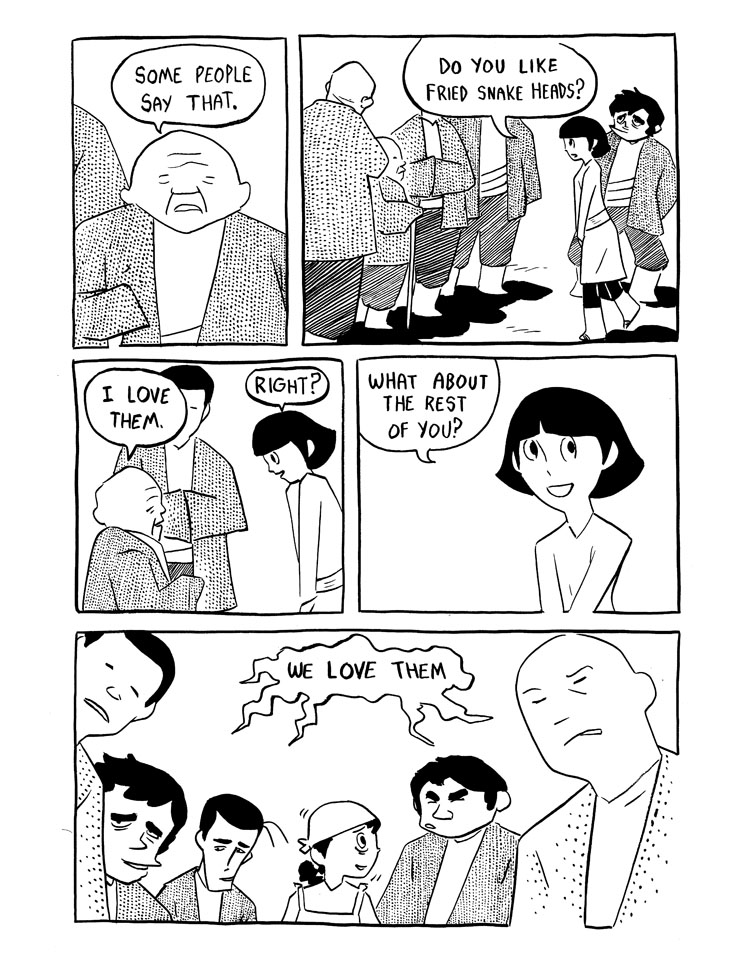 SOME PEOPLE
SAY THAT.
DO YOU LIKE
FRIED SNAKE HEADS?
I LOVE
THEM.
RIGHT?
WHAT ABOUT
THE REST
OF YOU?
WE LOVE THEM